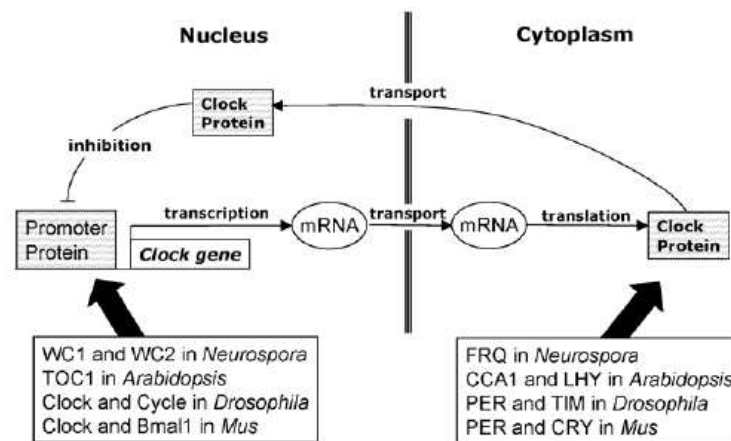 Nucleus
Cytoplasm
transport
Clock
Protein
inhibition
Promoter
Protein
transcription
Clock gene
mRNA
transport
mRNA
translation
Clock
Protein
WC1 and WC2 in Neurospora
TOC1 in Arabidopsis
Clock and Cycle in Drosophila
Clock and Bmal1 in Mus
FRQ in Neurospora
CCA1 and LHY in Arabidopsis
PER and TIM in Drosophila
PER and CRY in Mus